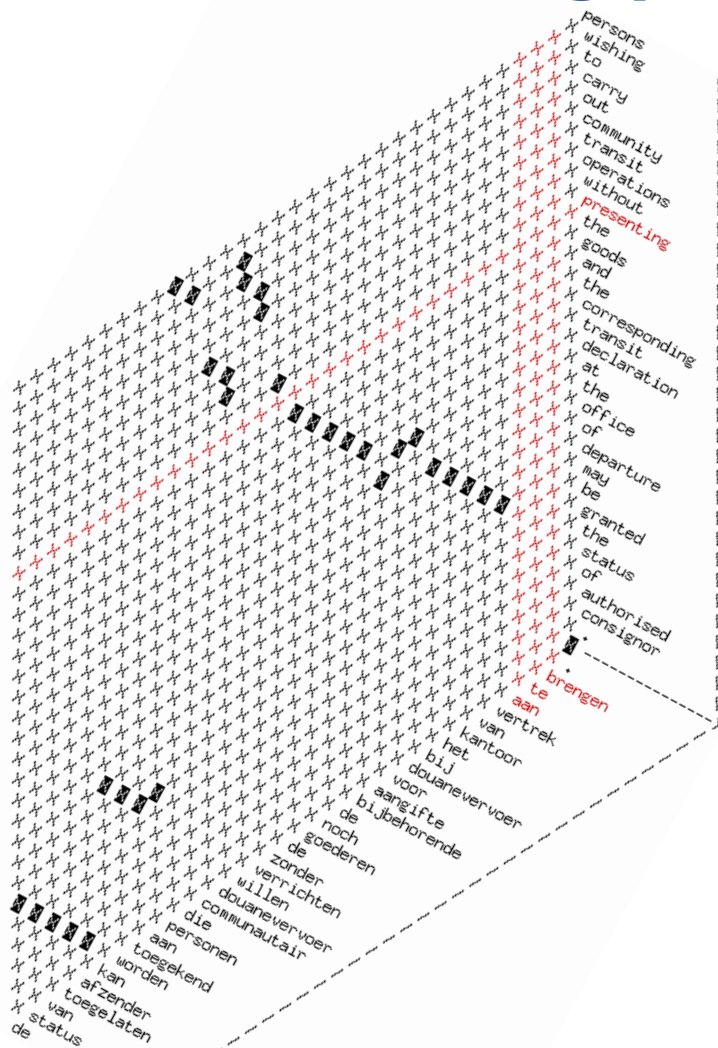 persons
wishing
to
carry
out
community
transit
operations
without
presenting
the
goods
and
the
corresponding
transit
declaration
at
the
office
of
departure
may
be
granted
the
status
of
authorised
consignor
.
.
brengen
te
aan
vertrek
van
kantoor
het
bij
douanevervoer
voor
aangifte
bijbehorende
de
noch
goederen
de
zonder
verrichten
willen
douanevervoer
communautair
die
personen
aan
toegekend
worden
kan
afzender
toegelaten
van
status
de